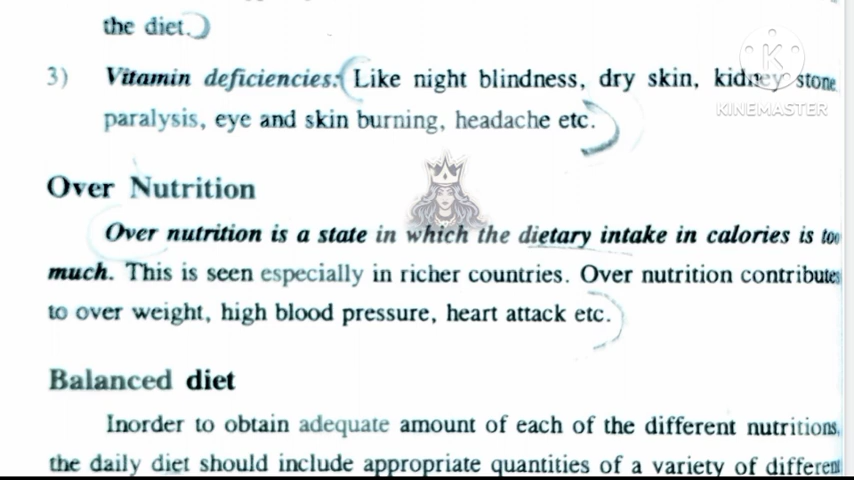 the diet.)
3) Vitamin deficiencies: (Like night blindness, dry skin, kidney stone
paralysis, eye and skin burning, headache etc.)
KINEMASTER
Over Nutrition
Over nutrition is a state in which the dietary intake in calories is too
much. This is seen especially in richer countries. Over nutrition contributes
to over weight, high blood pressure, heart attack etc.)
Balanced diet
Inorder to obtain adequate amount of each of the different nutritions,
the daily diet should include appropriate quantities of a variety of different